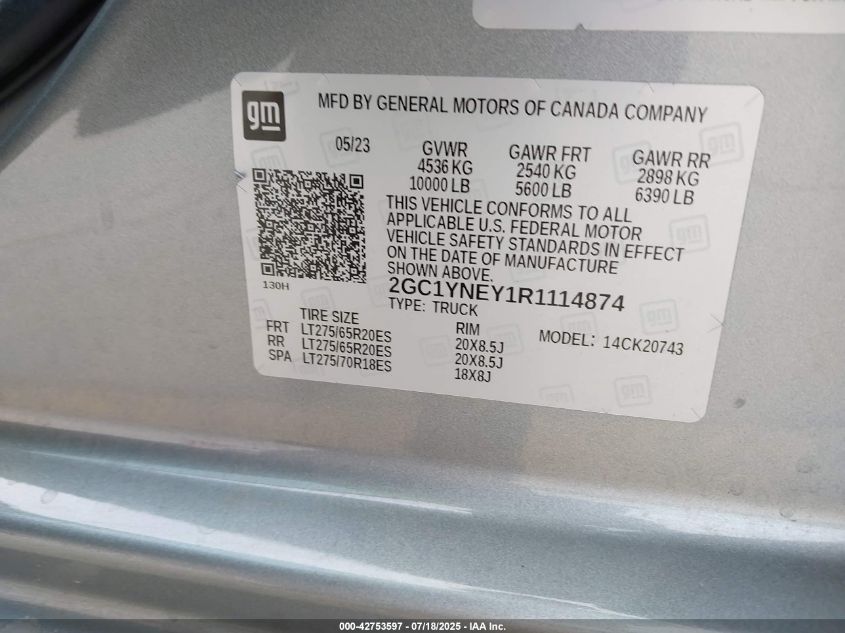 gm
MFD BY GENERAL MOTORS OF CANADA COMPANY
05/23 GVWR GAWR FRT GAWR RR
4536 KG 2540 KG 2898 KG
10000 LB 5600 LB 6390 LB
THIS VEHICLE CONFORMS TO ALL
APPLICABLE U.S. FEDERAL MOTOR
VEHICLE SAFETY STANDARDS IN EFFECT
ON THE DATE OF MANUFACTURE
SHOWN ABOVE.
130H
2GC1YNEY1R1114874
TYPE: TRUCK
TIRE SIZE RIM
FRT LT275/65R20ES 20X8.5J
RR LT275/65R20ES 20X8.5J
SPA LT275/70R18ES 18X8J
MODEL: 14CK20743
000-42753597 - 07/18/2025 - IAA Inc.